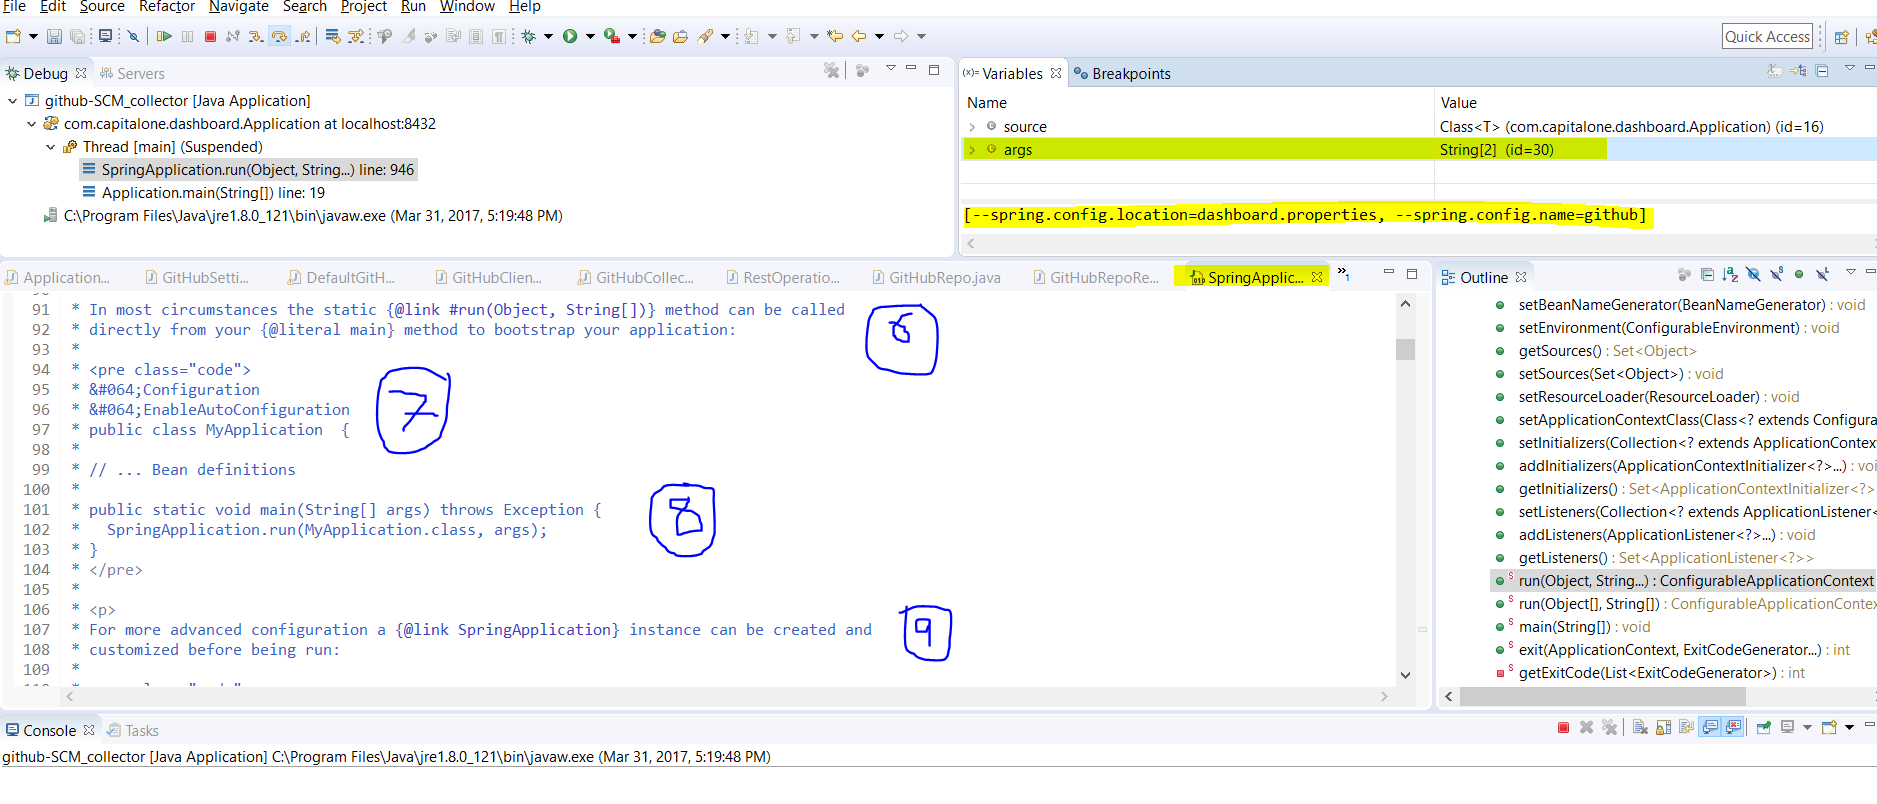 File Edit Source Refactor Navigate Search Project Run Window Help
Quick Access
Debug Servers
github-SCM_collector [Java Application]
com.capitalone.dashboard.Application at localhost:8432
Thread [main] (Suspended)
SpringApplication.run(Object, String...) line: 946
Application.main(String[]) line: 19
C:\Program Files\Java\jre1.8.0_121\bin\javaw.exe (Mar 31, 2017, 5:19:48 PM)
(x)= Variables Breakpoints
Name Value
source Class<T> (com.capitalone.dashboard.Application) (id=16)
args String[2] (id=30)
[--spring.config.location=dashboard.properties, --spring.config.name=github]
Application... GitHubSetti... DefaultGitH... GitHubClien... GitHubCollec... RestOperatio... GitHubRepo.java GitHubRepoRe... SpringApplic... »1
91 * In most circumstances the static {@link #run(Object, String[])} method can be called
92 * directly from your {@literal main} method to bootstrap your application:
93 *
94 * <pre class="code">
95 * &#064;Configuration
96 * &#064;EnableAutoConfiguration
97 * public class MyApplication {
98 *
99 * // ... Bean definitions
100 *
101 * public static void main(String[] args) throws Exception {
102 * SpringApplication.run(MyApplication.class, args);
103 * }
104 * </pre>
105 *
106 * <p>
107 * For more advanced configuration a {@link SpringApplication} instance can be created and
108 * customized before being run:
109 *
6
7
8
9
Outline
setBeanNameGenerator(BeanNameGenerator) : void
setEnvironment(ConfigurableEnvironment) : void
getSources() : Set<Object>
setSources(Set<Object>) : void
setResourceLoader(ResourceLoader) : void
setApplicationContextClass(Class<? extends Configura
setInitializers(Collection<? extends ApplicationContext
addInitializers(ApplicationContextInitializer<?>...) : voi
getInitializers() : Set<ApplicationContextInitializer<?>
setListeners(Collection<? extends ApplicationListener<
addListeners(ApplicationListener<?>...) : void
getListeners() : Set<ApplicationListener<?>>
run(Object, String...) : ConfigurableApplicationContext
run(Object[], String[]) : ConfigurableApplicationContex
main(String[]) : void
exit(ApplicationContext, ExitCodeGenerator...) : int
getExitCode(List<ExitCodeGenerator>) : int
Console Tasks
github-SCM_collector [Java Application] C:\Program Files\Java\jre1.8.0_121\bin\javaw.exe (Mar 31, 2017, 5:19:48 PM)